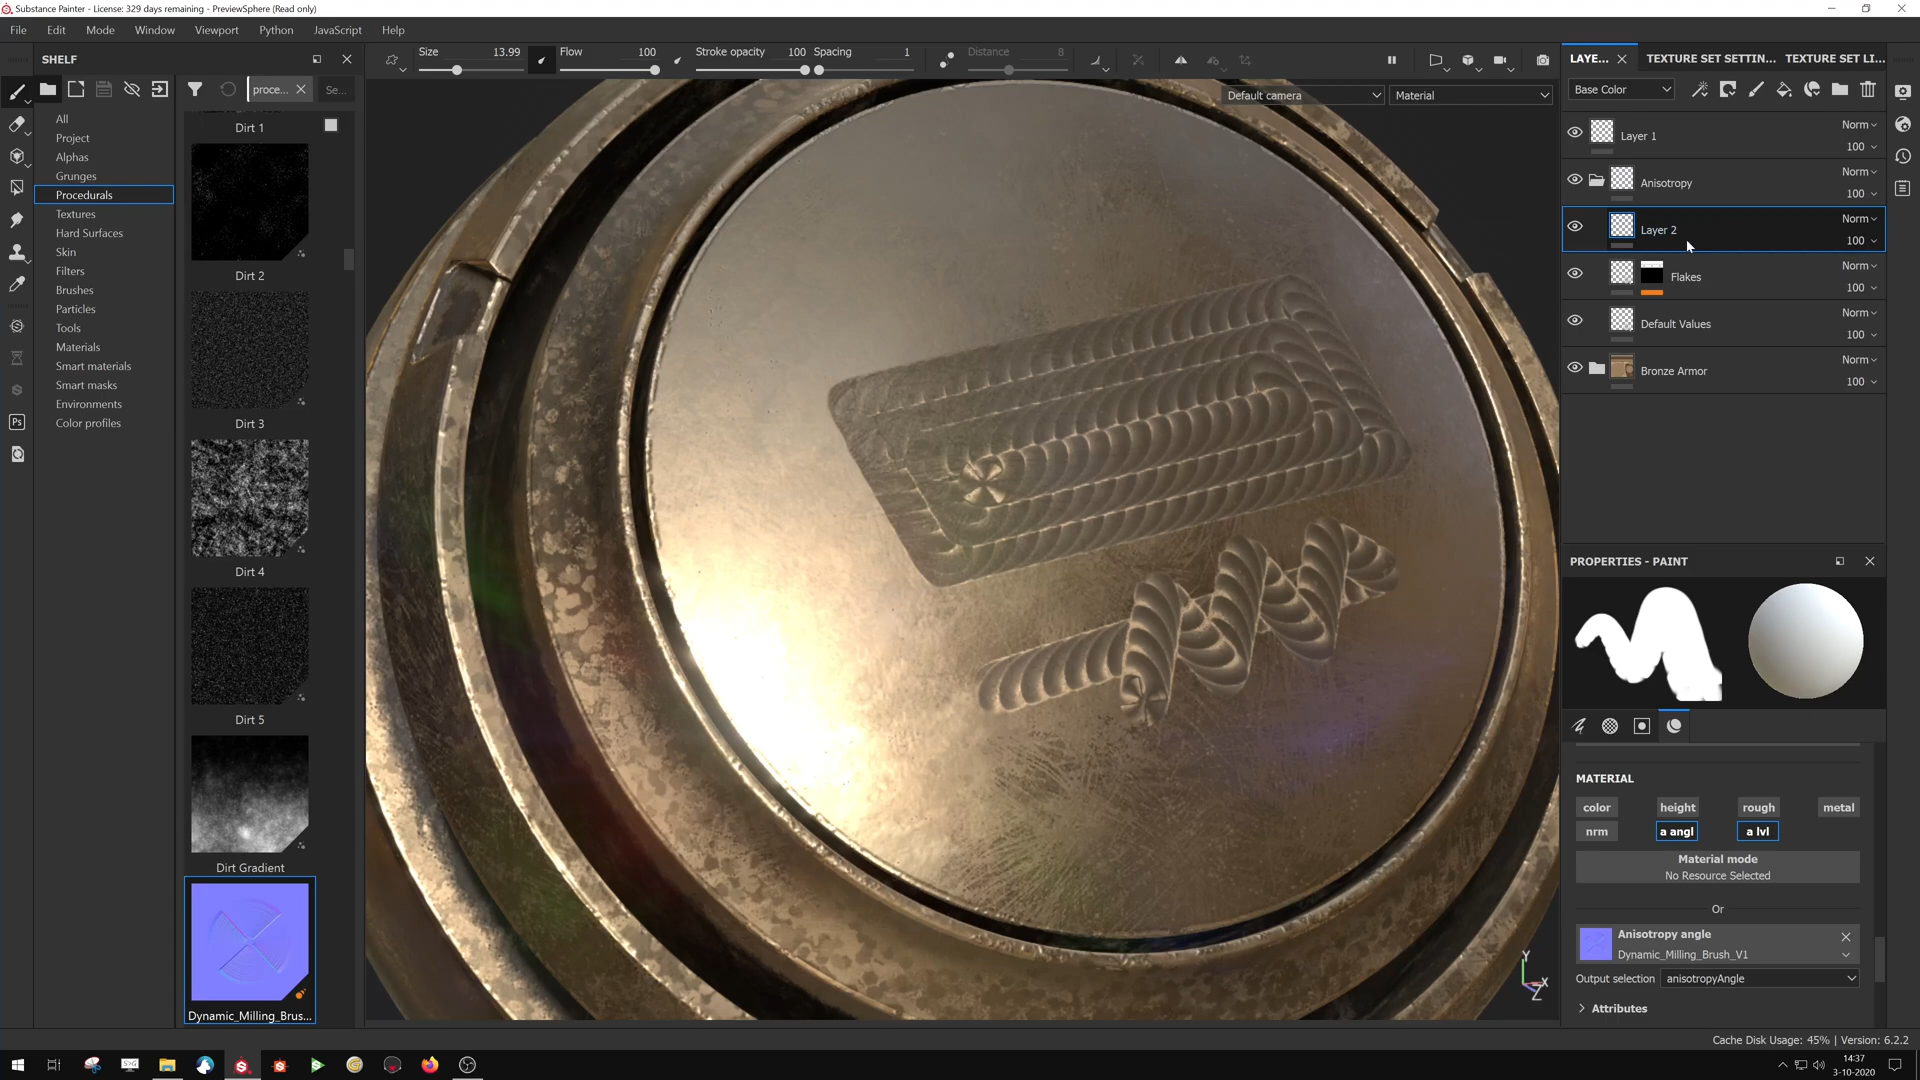 Substance Painter - License: 329 days remaining - PreviewSphere (Read only)
File Edit Mode Window Viewport Python JavaScript Help
SHELF
Size 13.99 Flow 100 Stroke opacity 100 Spacing 1 Distance 8
LAYE... TEXTURE SET SETTIN... TEXTURE SET LI...
proce... Se...
Base Color
Default camera Material
All
Project
Alphas
Grunges
Procedurals
Textures
Hard Surfaces
Skin
Filters
Brushes
Particles
Tools
Materials
Smart materials
Smart masks
Environments
Color profiles
Dirt 1
Dirt 2
Dirt 3
Dirt 4
Dirt 5
Dirt Gradient
Dynamic_Milling_Brus...
Ps
Layer 1 Norm 100
Anisotropy Norm 100
Layer 2 Norm 100
Flakes Norm 100
Default Values Norm 100
Bronze Armor Norm 100
PROPERTIES - PAINT
MATERIAL
color height rough metal
nrm a angl a lvl
Material mode
No Resource Selected
Or
Anisotropy angle
Dynamic_Milling_Brush_V1
Output selection anisotropyAngle
Attributes
Y
X
Z
Cache Disk Usage: 45% | Version: 6.2.2
14:37
3-10-2020